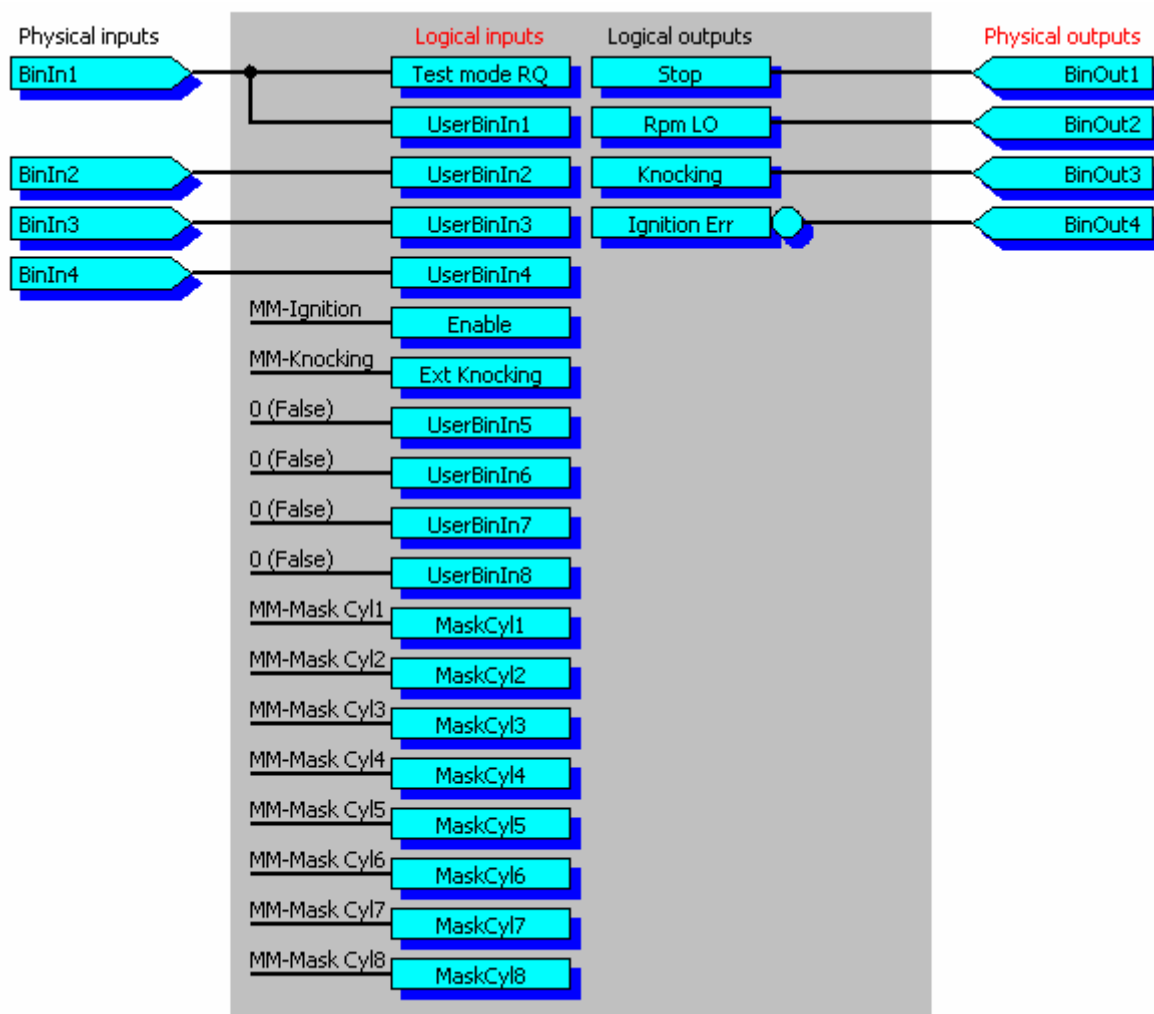 Physical inputs Logical inputs Logical outputs Physical outputs
BinIn1 Test mode RQ Stop BinOut1
UserBinIn1 Rpm LO BinOut2
BinIn2 UserBinIn2 Knocking BinOut3
BinIn3 UserBinIn3 Ignition Err BinOut4
BinIn4 UserBinIn4
MM-Ignition Enable
MM-Knocking Ext Knocking
0 (False) UserBinIn5
0 (False) UserBinIn6
0 (False) UserBinIn7
0 (False) UserBinIn8
MM-Mask Cyl1 MaskCyl1
MM-Mask Cyl2 MaskCyl2
MM-Mask Cyl3 MaskCyl3
MM-Mask Cyl4 MaskCyl4
MM-Mask Cyl5 MaskCyl5
MM-Mask Cyl6 MaskCyl6
MM-Mask Cyl7 MaskCyl7
MM-Mask Cyl8 MaskCyl8